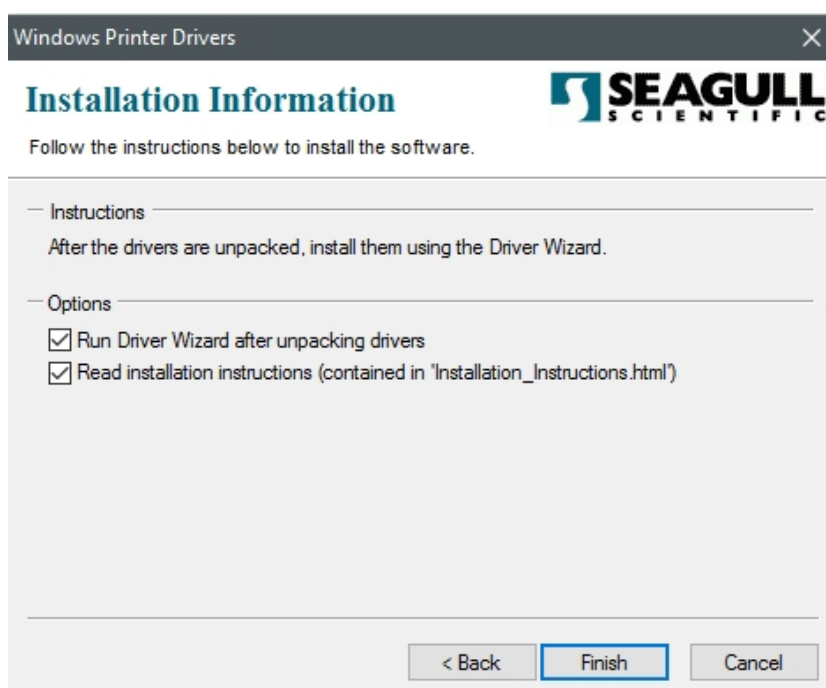 Windows Printer Drivers
Installation Information
SEAGULL
SCIENTIFIC
Follow the instructions below to install the software.
Instructions
After the drivers are unpacked, install them using the Driver Wizard.
Options
Run Driver Wizard after unpacking drivers
Read installation instructions (contained in 'Installation_Instructions.html')
< Back Finish Cancel